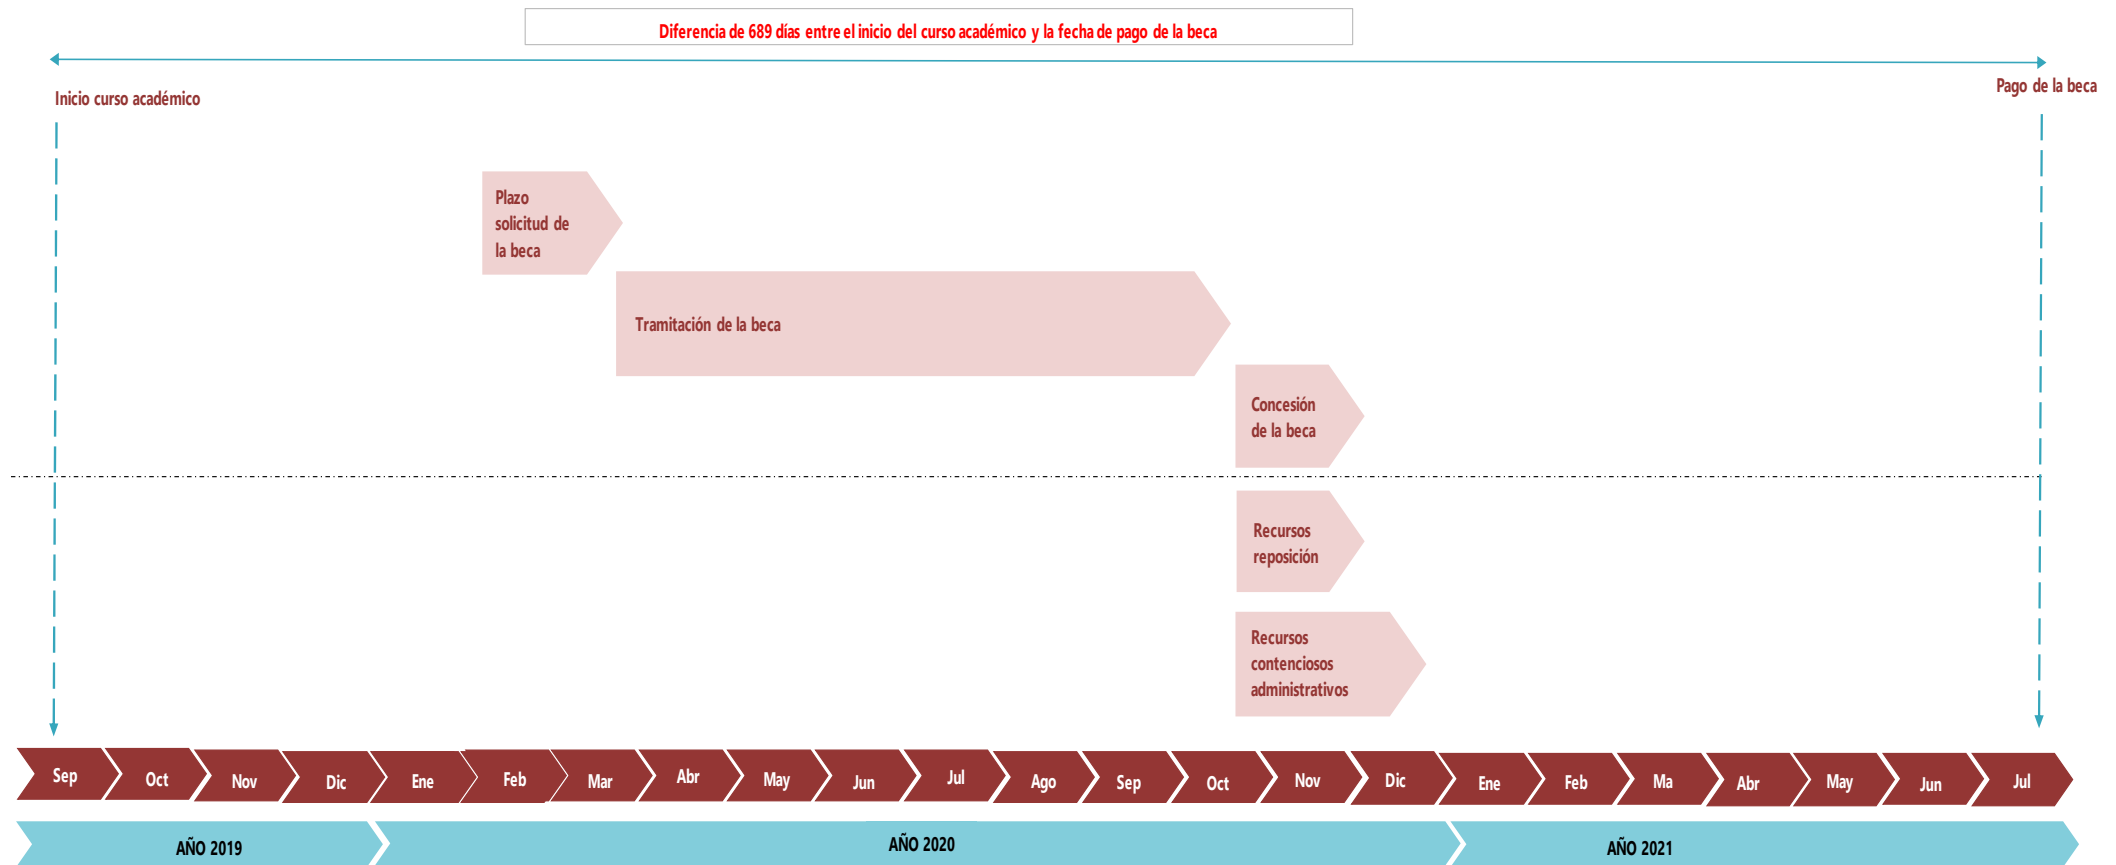 Diferencia de 689 días entre el inicio del curso académico y la fecha de pago de la beca
Inicio curso académico
Pago de la beca
Plazo
solicitud de
la beca
Tramitación de la beca
Concesión
de la beca
Recursos
reposición
Recursos
contenciosos
administrativos
Sep Oct Nov Dic Ene Feb Mar Abr May Jun Jul Ago Sep Oct Nov Dic Ene Feb Ma Abr May Jun Jul
AÑO 2019 AÑO 2020 AÑO 2021